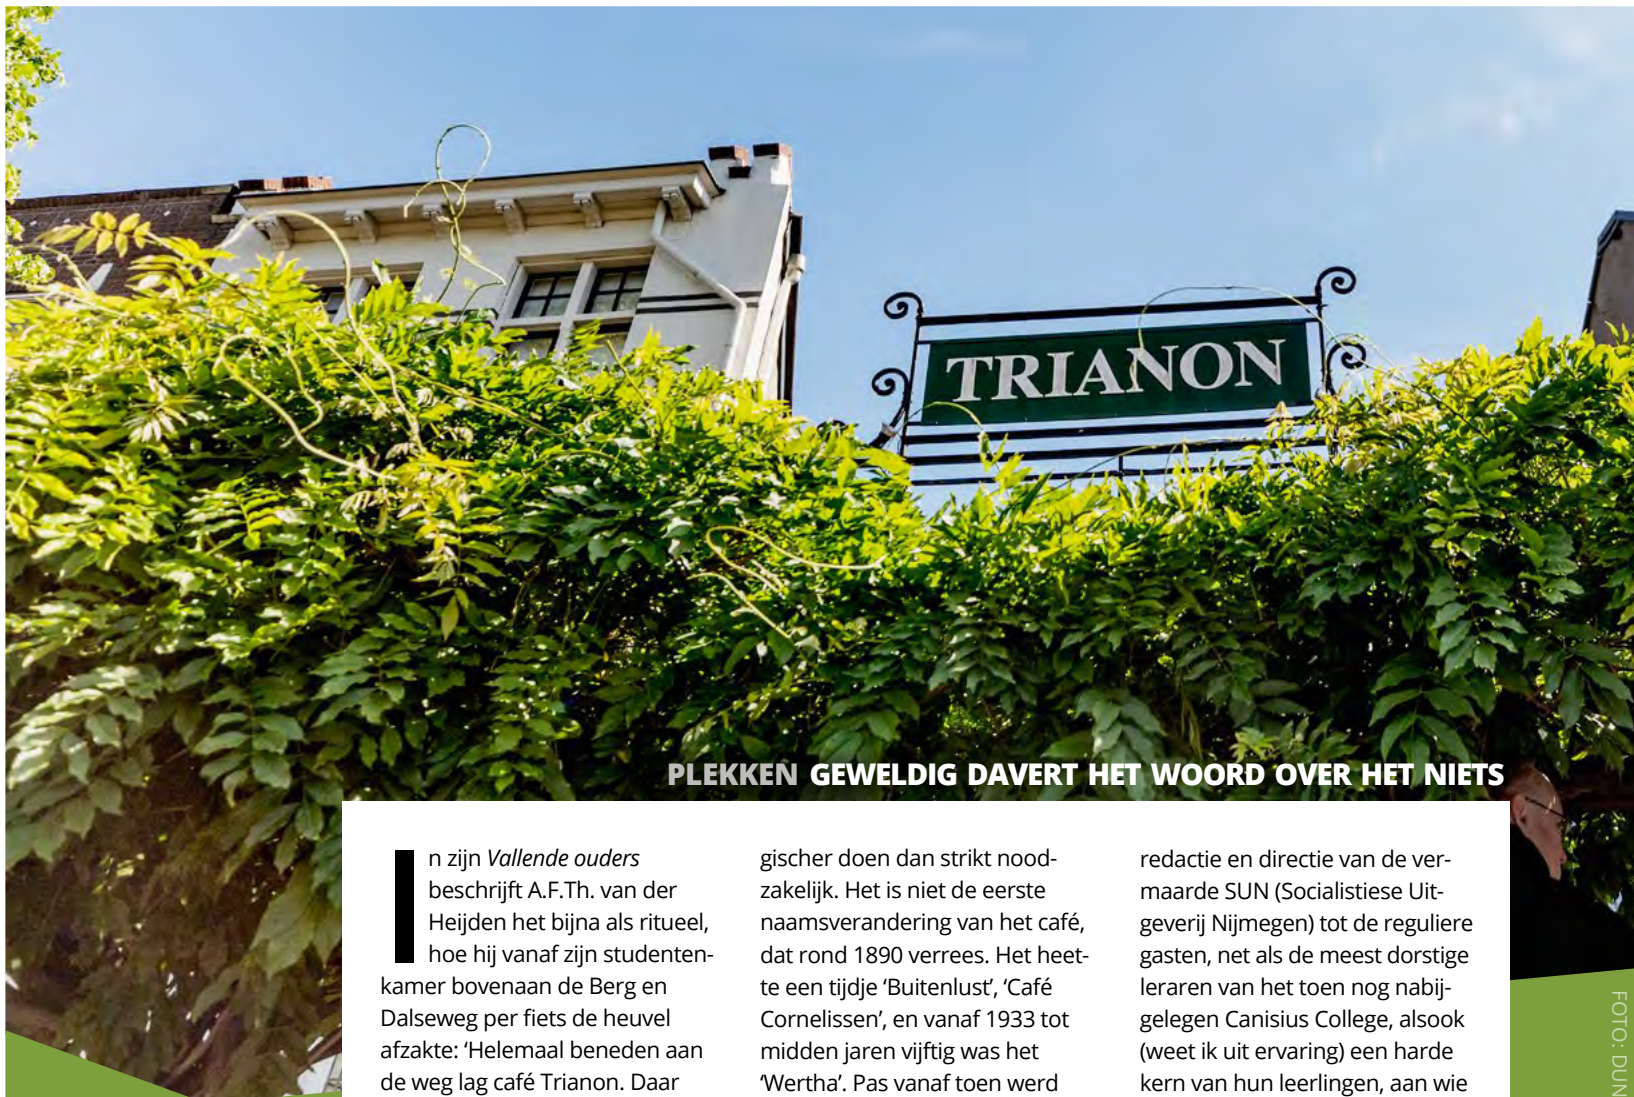 TRIANON
PLEKKEN GEWELDIG DAVERT HET WOORD OVER HET NIETS
In zijn Vallende ouders
beschrijft A.F.Th. van der
Heijden het bijna als ritueel,
hoe hij vanaf zijn studenten-
kamer bovenaan de Berg en
Dalseweg per fiets de heuvel
afzakte: ‘Helemaal beneden aan
de weg lag café Trianon. Daar
gischer doen dan strikt nood-
zakelijk. Het is niet de eerste
naamsverandering van het café,
dat rond 1890 verrees. Het heet-
te een tijdje ‘Buitenlust’, ‘Café
Cornelissen’, en vanaf 1933 tot
midden jaren vijftig was het
‘Wertha’. Pas vanaf toen werd
redactie en directie van de ver-
maarde SUN (Socialistiese Uit-
geverij Nijmegen) tot de reguliere
gasten, net als de meest dorstige
leraren van het toen nog nabij-
gelegen Canisius College, alsook
(weet ik uit ervaring) een harde
kern van hun leerlingen, aan wie
FOTO: DUN